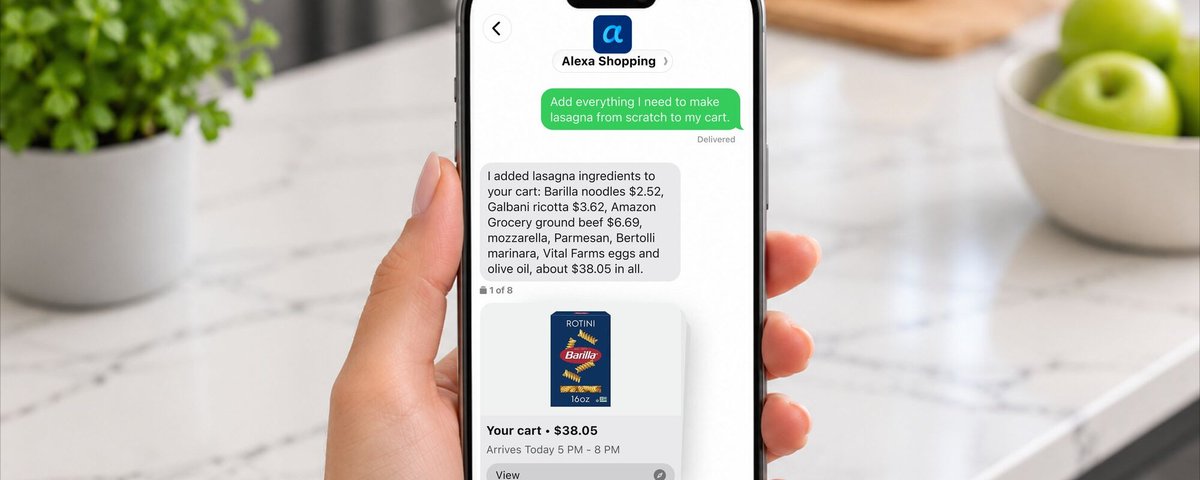 α
Alexa Shopping
Add everything I need to make
lasagna from scratch to my cart.
Delivered
I added lasagna ingredients to
your cart: Barilla noodles $2.52,
Galbani ricotta $3.62, Amazon
Grocery ground beef $6.69,
mozzarella, Parmesan, Bertolli
marinara, Vital Farms eggs and
olive oil, about $38.05 in all.
1 of 8
ROTINI
Barilla
16oz
Your cart • $38.05
Arrives Today 5 PM - 8 PM
View